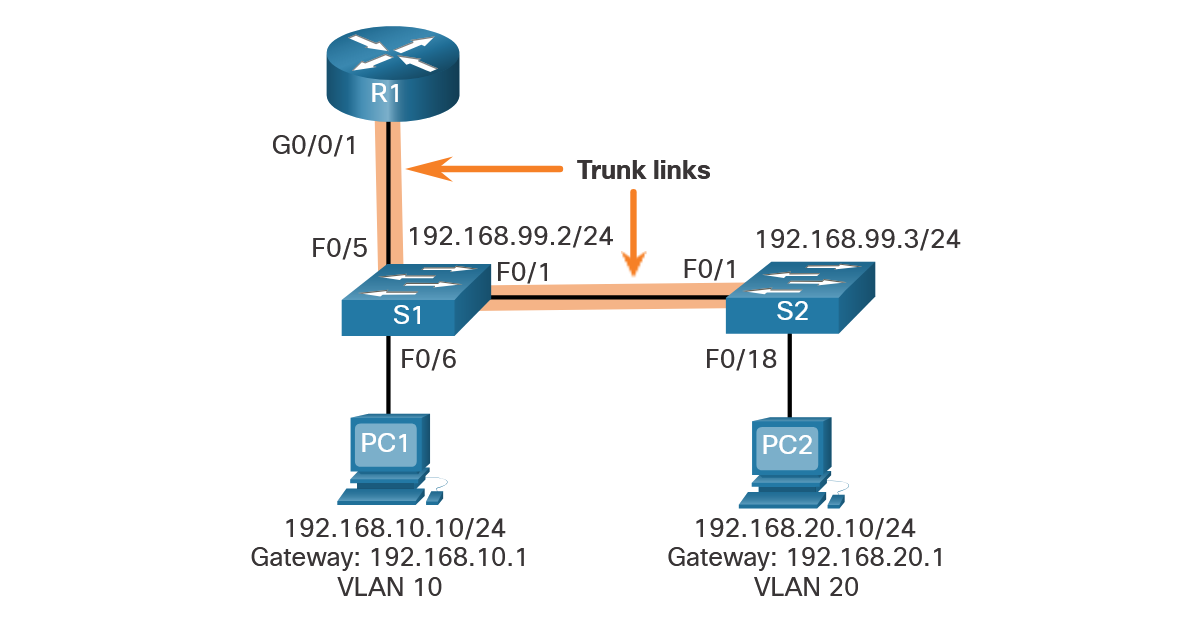 R1
G0/0/1
Trunk links
F0/5
192.168.99.2/24
192.168.99.3/24
F0/1
F0/1
S1
S2
F0/6
F0/18
PC1
PC2
192.168.10.10/24
Gateway: 192.168.10.1
VLAN 10
192.168.20.10/24
Gateway: 192.168.20.1
VLAN 20